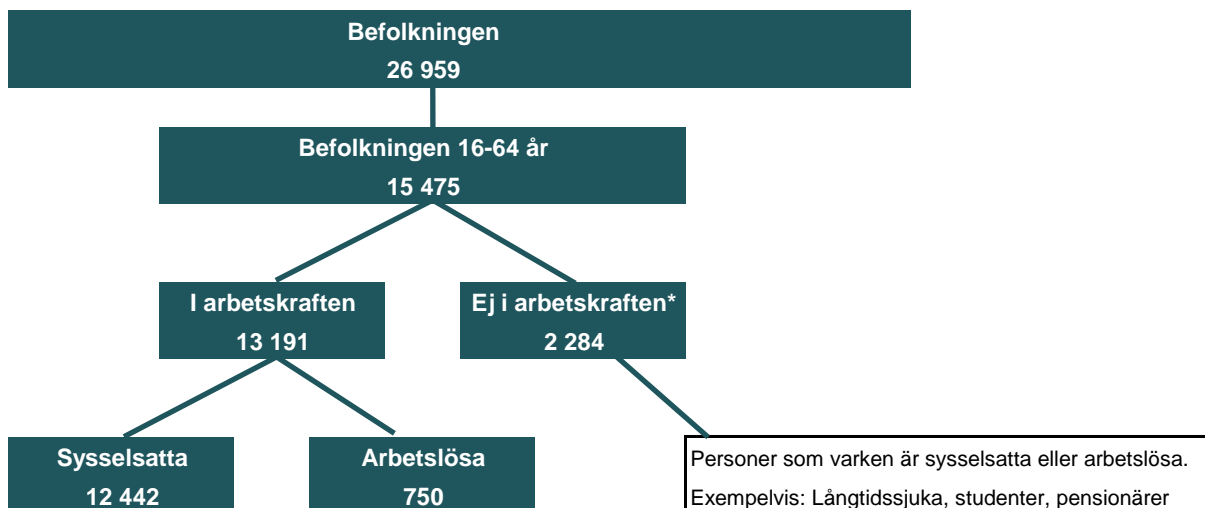 Befolkningen
26 959
Befolkningen 16-64 år
15 475
I arbetskraften
13 191
Ej i arbetskraften*
2 284
Sysselsatta
12 442
Arbetslösa
750
Personer som varken är sysselsatta eller arbetslösa.
Exempelvis: Långtidssjuka, studenter, pensionärer